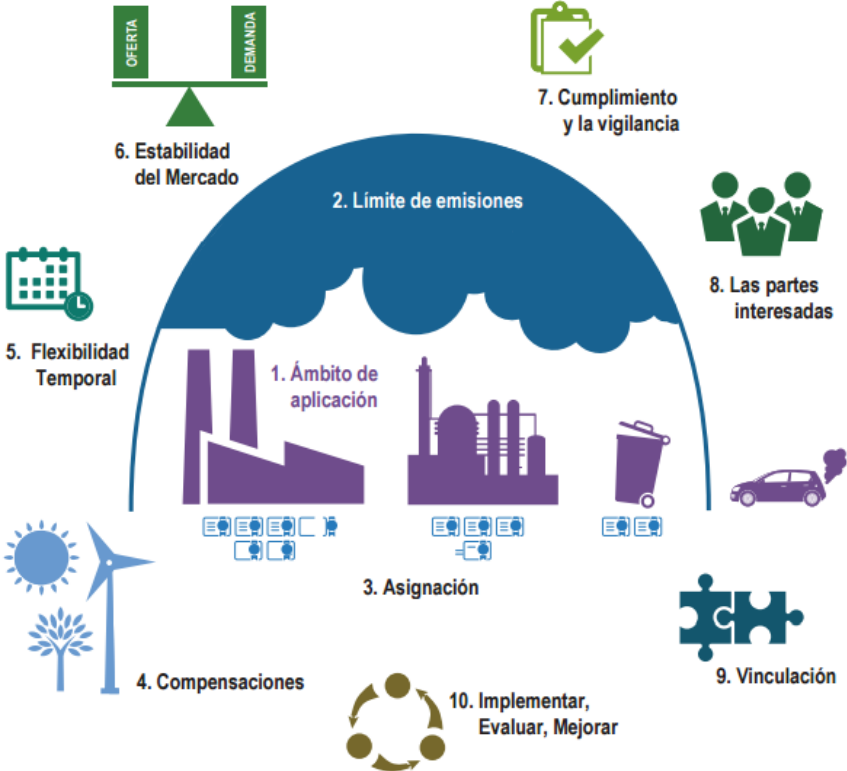 OFERTA
DEMANDA
6. Estabilidad
del Mercado
7. Cumplimiento
y la vigilancia
2. Límite de emisiones
8. Las partes
interesadas
5. Flexibilidad
Temporal
1. Ámbito de
aplicación
3. Asignación
4. Compensaciones
9. Vinculación
10. Implementar,
Evaluar, Mejorar